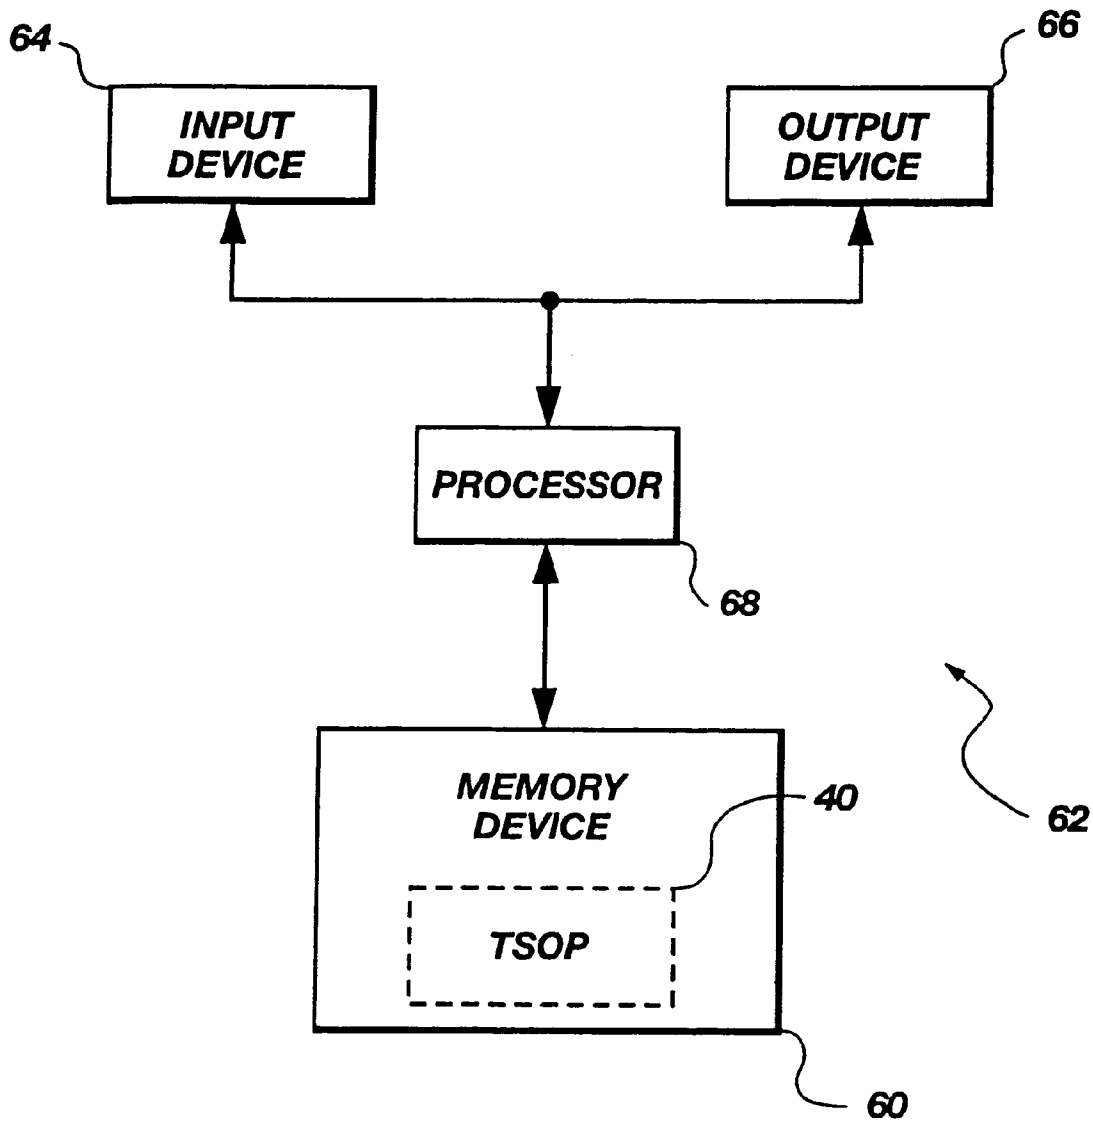 64
66
INPUT
DEVICE
OUTPUT
DEVICE
PROCESSOR
68
MEMORY
DEVICE
40
62
TSOP
60